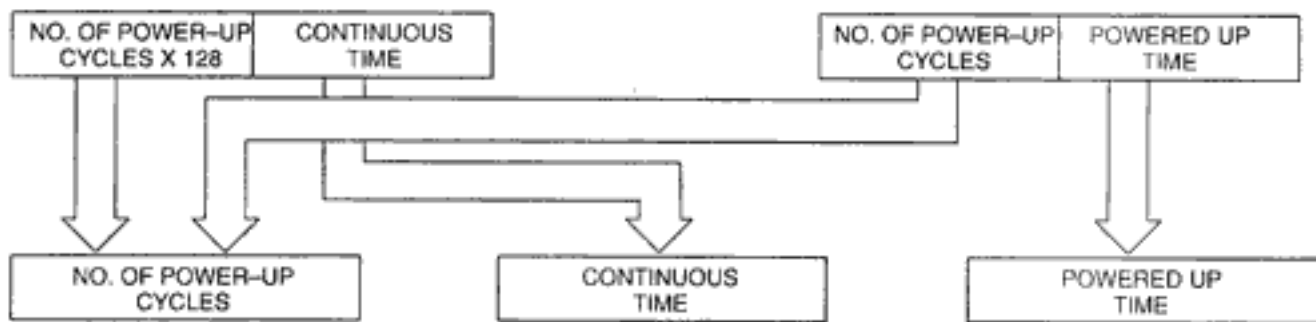 NO. OF POWER–UP
CYCLES X 128
CONTINUOUS
TIME
NO. OF POWER–UP
CYCLES
POWERED UP
TIME
NO. OF POWER–UP
CYCLES
CONTINUOUS
TIME
POWERED UP
TIME